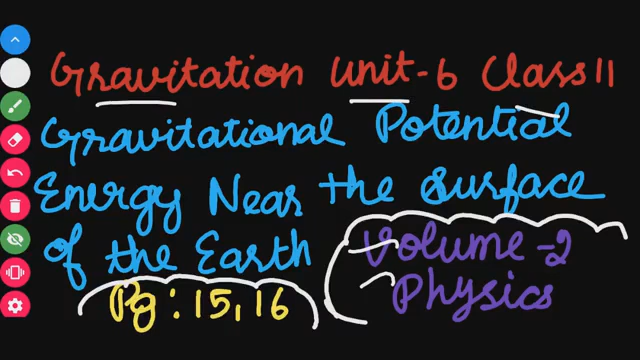 Gravitation Unit-6 Class 11
Gravitational Potential
Energy Near the Surface
of the Earth
Volume-2
Pg: 15, 16
Physics